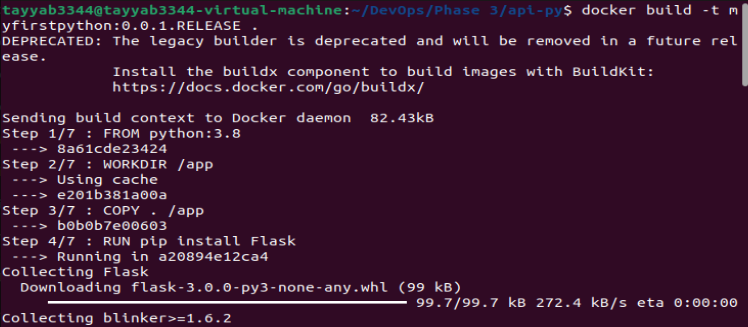 tayyab3344@tayyab3344-virtual-machine:~/DevOps/Phase 3/api-py$ docker build -t m
yfirstpython:0.0.1.RELEASE .
DEPRECATED: The legacy builder is deprecated and will be removed in a future rel
ease.
            Install the buildx component to build images with BuildKit:
            https://docs.docker.com/go/buildx/

Sending build context to Docker daemon  82.43kB
Step 1/7 : FROM python:3.8
 ---> 8a61cde23424
Step 2/7 : WORKDIR /app
 ---> Using cache
 ---> e201b381a00a
Step 3/7 : COPY . /app
 ---> b0b0b7e00603
Step 4/7 : RUN pip install Flask
 ---> Running in a20894e12ca4
Collecting Flask
  Downloading flask-3.0.0-py3-none-any.whl (99 kB)
     99.7/99.7 kB 272.4 kB/s eta 0:00:00
Collecting blinker>=1.6.2